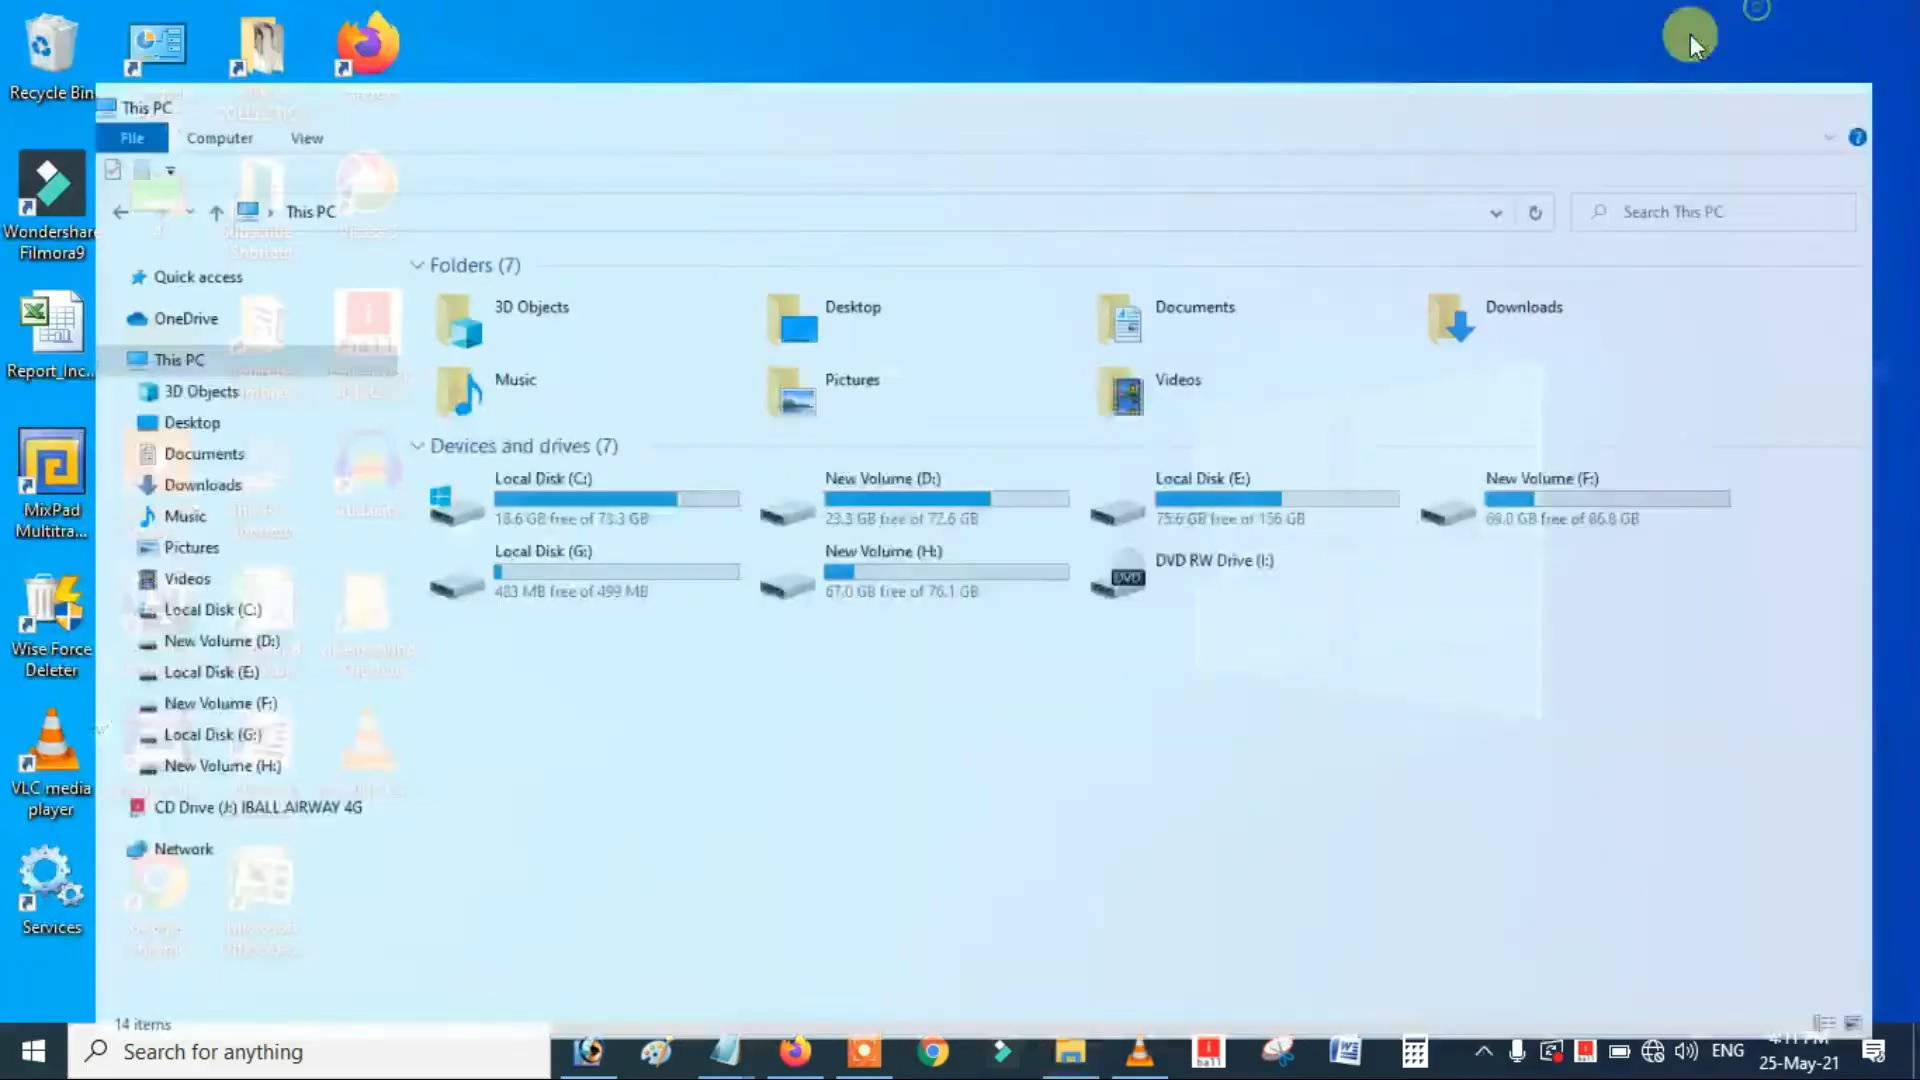 Recycle Bin
This PC
File
Computer
View
This PC
Search This PC
Wondershare
Filmora9
Quick access
OneDrive
This PC
3D Objects
Desktop
Documents
Downloads
Music
Pictures
Videos
Local Disk (C:)
New Volume (D:)
Local Disk (E:)
New Volume (F:)
Local Disk (G:)
New Volume (H:)
CD Drive (J:) IBALL AIRWAY 4G
Network
Folders (7)
3D Objects
Desktop
Documents
Downloads
Music
Pictures
Videos
Devices and drives (7)
Local Disk (C:)
18.6 GB free of 73.3 GB
New Volume (D:)
23.3 GB free of 72.6 GB
Local Disk (E:)
75.6 GB free of 156 GB
New Volume (F:)
69.0 GB free of 86.8 GB
Local Disk (G:)
483 MB free of 499 MB
New Volume (H:)
67.0 GB free of 76.1 GB
DVD RW Drive (I:)
DVD
Report_Inc...
MixPad
Multitra...
Wise Force
Deleter
VLC media
player
Services
14 items
Search for anything
ENG
25-May-21